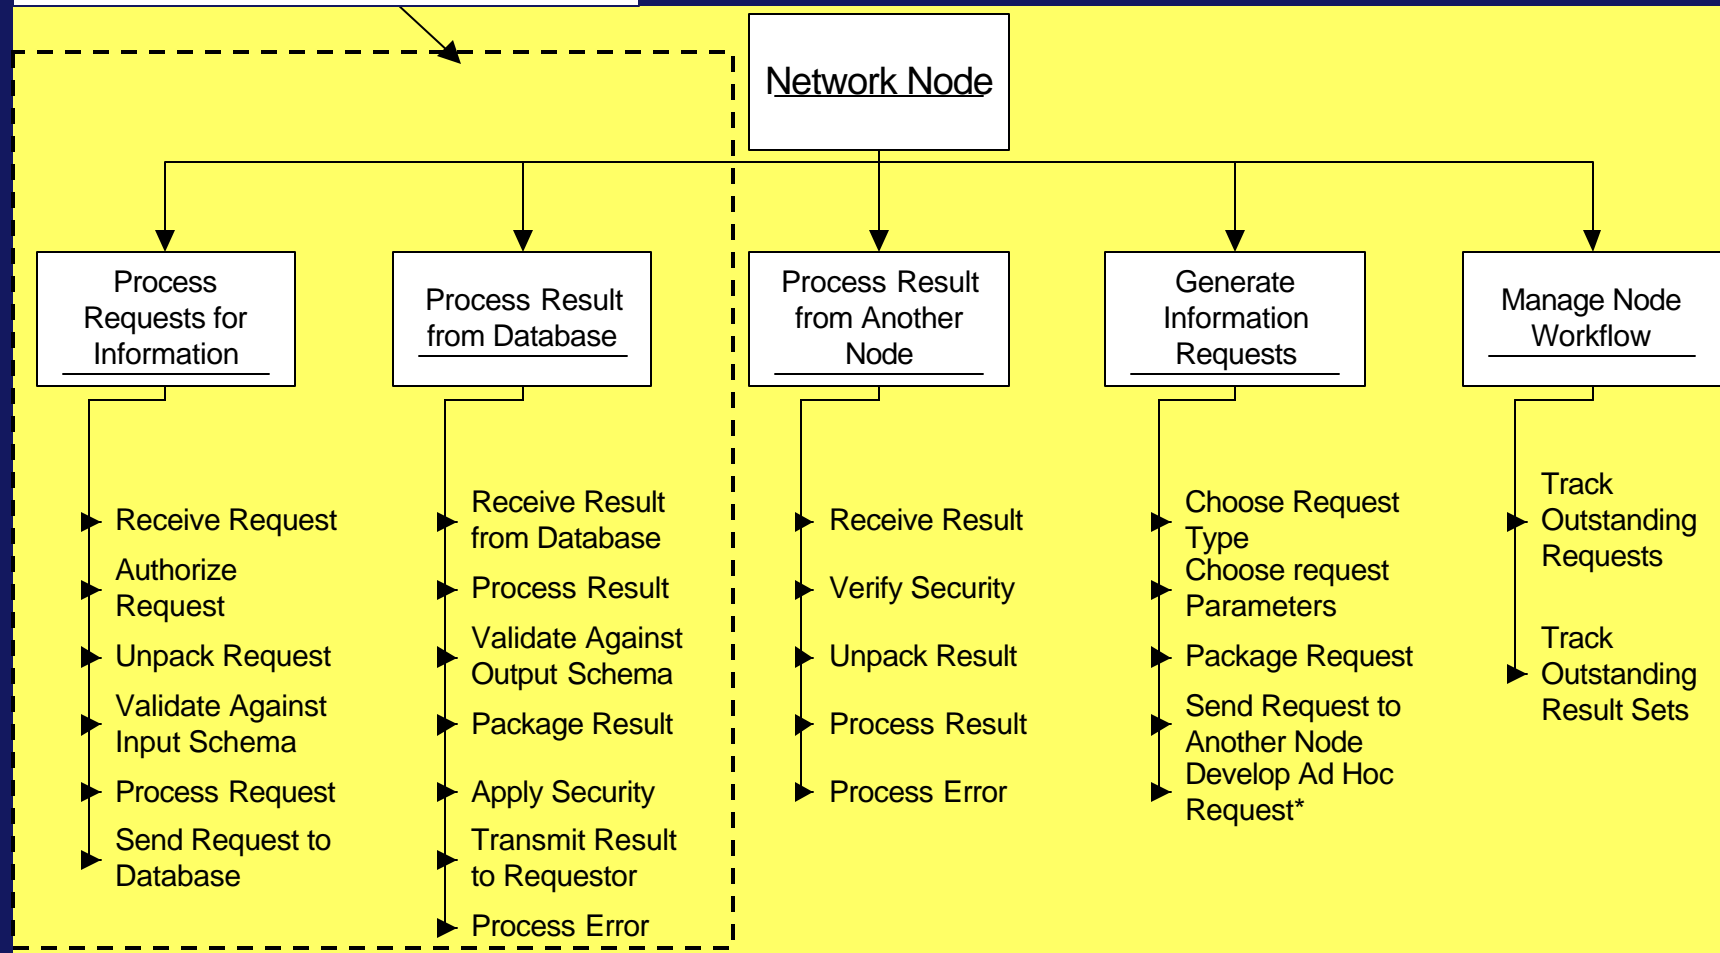 Network Node
Process
Requests for
Information
Receive Request
Authorize
Request
Unpack Request
Validate Against
Input Schema
Process Request
Send Request to
Database
Process Result
from Database
Receive Result
from Database
Process Result
Validate Against
Output Schema
Package Result
Apply Security
Transmit Result
to Requestor
Process Error
Process Result
from Another
Node
Receive Result
Verify Security
Unpack Result
Process Result
Process Error
Generate
Information
Requests
Choose Request
Type
Choose request
Parameters
Package Request
Send Request to
Another Node
Develop Ad Hoc
Request*
Manage Node
Workflow
Track
Outstanding
Requests
Track
Outstanding
Result Sets